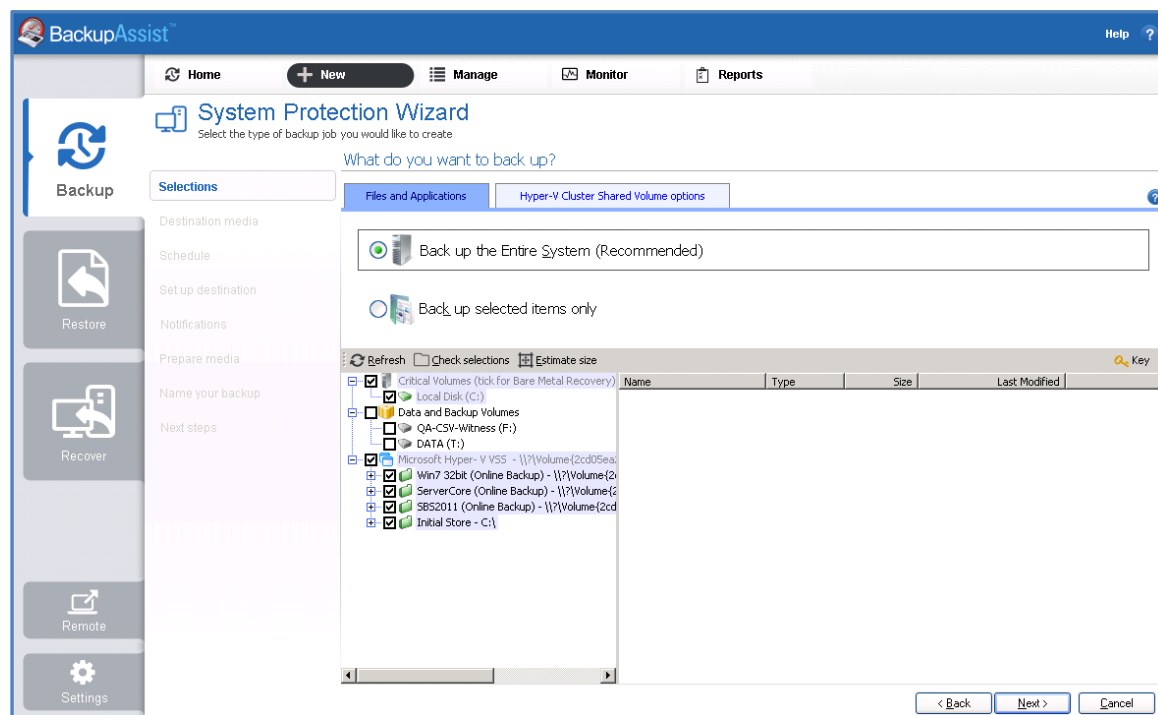 BackupAssist™
Help ?
Home
New
Manage
Monitor
Reports
System Protection Wizard
Select the type of backup job you would like to create
What do you want to back up?
Backup
Restore
Recover
Remote
Settings
Selections
Destination media
Schedule
Set up destination
Notifications
Prepare media
Name your backup
Next steps
Files and Applications
Hyper-V Cluster Shared Volume options
?
Back up the Entire System (Recommended)
Back up selected items only
Refresh Check selections Estimate size Key
Name Type Size Last Modified
Critical Volumes (tick for Bare Metal Recovery)
Local Disk (C:)
Data and Backup Volumes
QA-CSV-Witness (F:)
DATA (T:)
Microsoft Hyper- V VSS - \\?\Volume{2cd05ea
Win7 32bit (Online Backup) - \\?\Volume{2
ServerCore (Online Backup) - \\?\Volume{2
SBS2011 (Online Backup) - \\?\Volume{2cd
Initial Store - C:\
< Back Next > Cancel